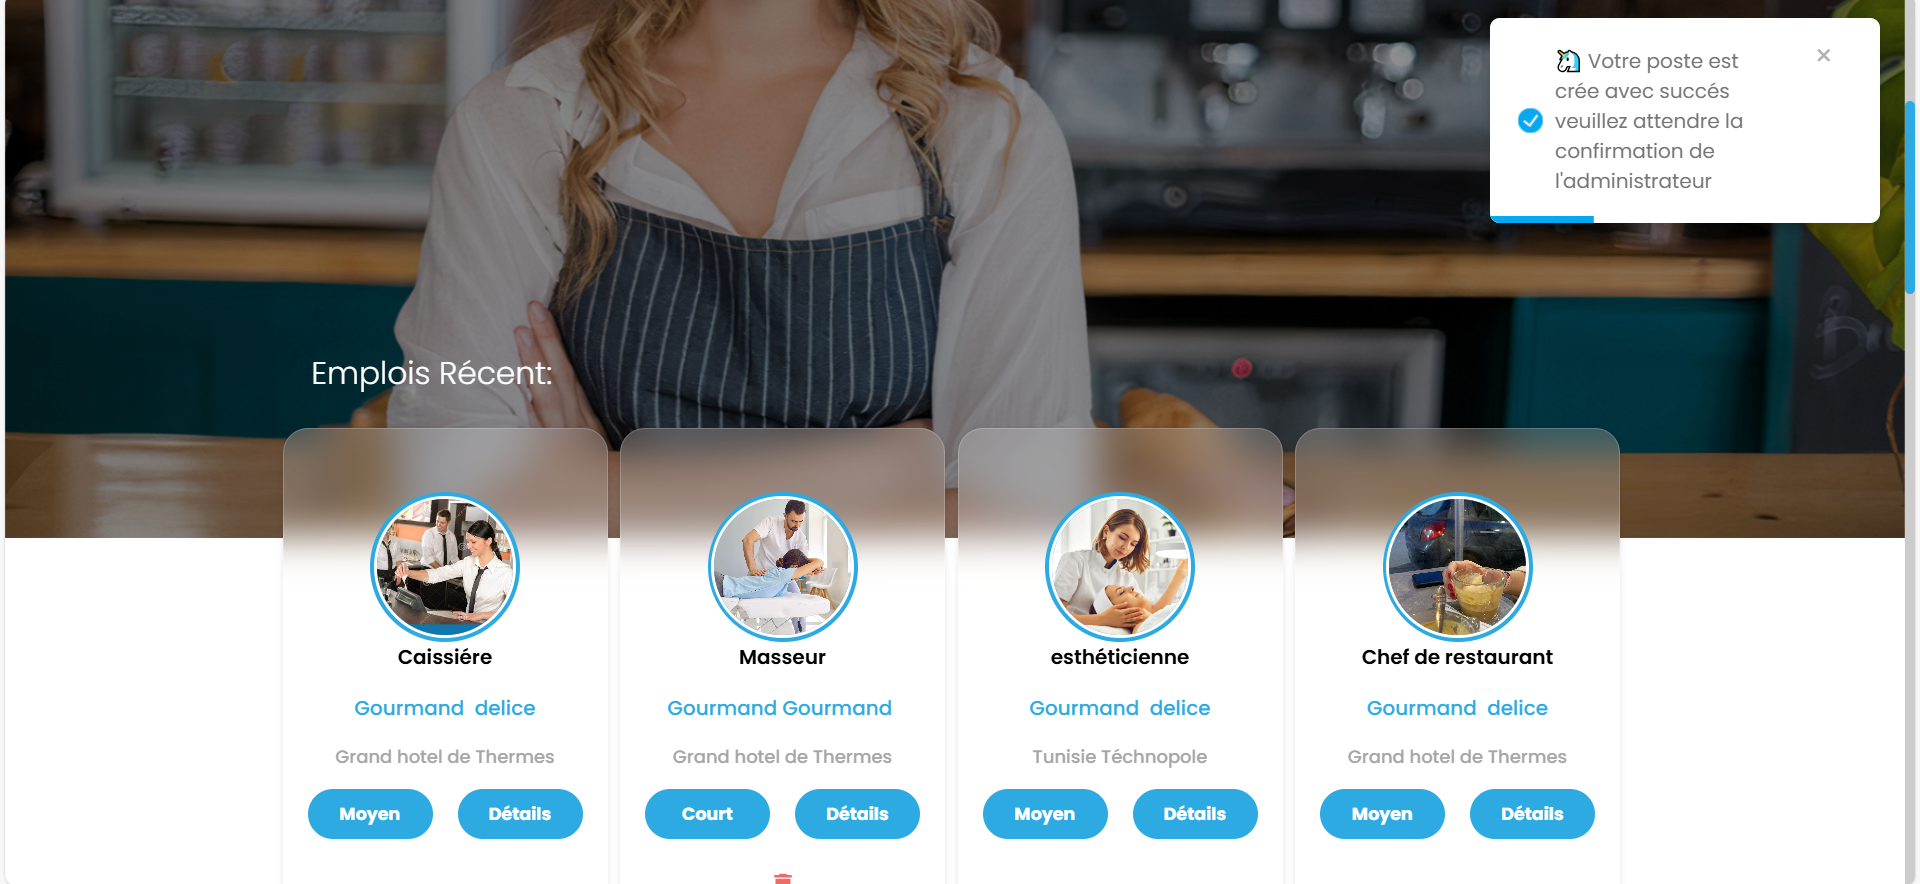 Votre poste est
crée avec succés
veuillez attendre la
confirmation de
l'administrateur
Emplois Récent:
Caissiére
Gourmand delice
Grand hotel de Thermes
Moyen
Détails
Masseur
Gourmand Gourmand
Grand hotel de Thermes
Court
Détails
esthéticienne
Gourmand delice
Tunisie Téchnopole
Moyen
Détails
Chef de restaurant
Gourmand delice
Grand hotel de Thermes
Moyen
Détails